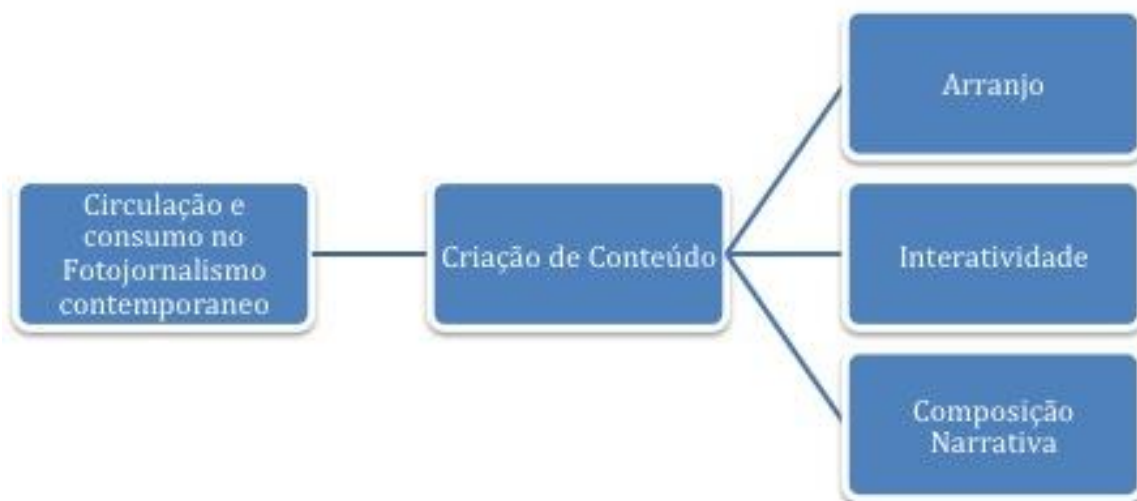 Circulação e
consumo no
Fotojornalismo
contemporaneo
Criação de Conteúdo
Arranjo
Interatividade
Composição
Narrativa